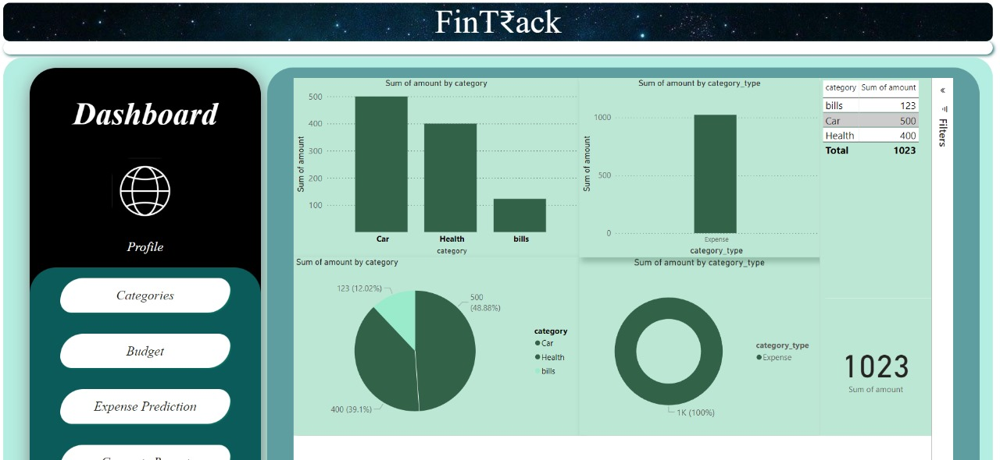 FinT₹ack
Dashboard
Profile
Categories
Budget
Expense Prediction
Sum of amount by category
Sum of amount
500
400
300
200
100
Car Health bills
category
Sum of amount by category_type
Sum of amount
1000
500
0
Expense
category_type
category Sum of amount
bills 123
Car 500
Health 400
Total 1023
«
Filters
Sum of amount by category
123 (12.02%)
500
(48.88%)
400 (39.1%)
category
Car
Health
bills
Sum of amount by category_type
1K (100%)
category_type
Expense
1023
Sum of amount